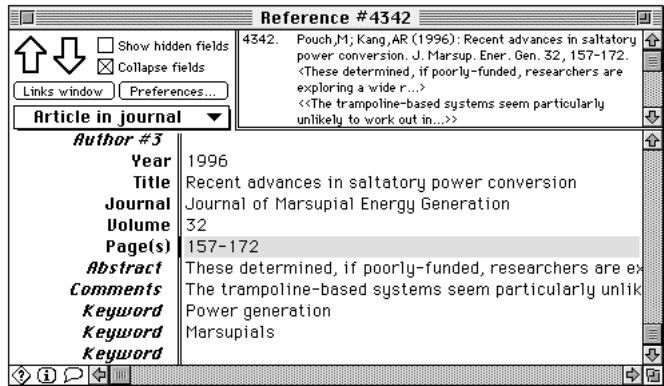 Reference #4342
Show hidden fields
Collapse fields
Links window
Preferences...
Article in journal
4342. Pouch,M; Kang,AR (1996): Recent advances in saltatory
power conversion. J. Marsup. Ener. Gen. 32, 157-172.
<These determined, if poorly-funded, researchers are
exploring a wide r...>
<<The trampoline-based systems seem particularly
unlikely to work out in...>>
Author #3
Year 1996
Title Recent advances in saltatory power conversion
Journal Journal of Marsupial Energy Generation
Volume 32
Page(s) 157-172
Abstract These determined, if poorly-funded, researchers are ex
Comments The trampoline-based systems seem particularly unlik
Keyword Power generation
Keyword Marsupials
Keyword